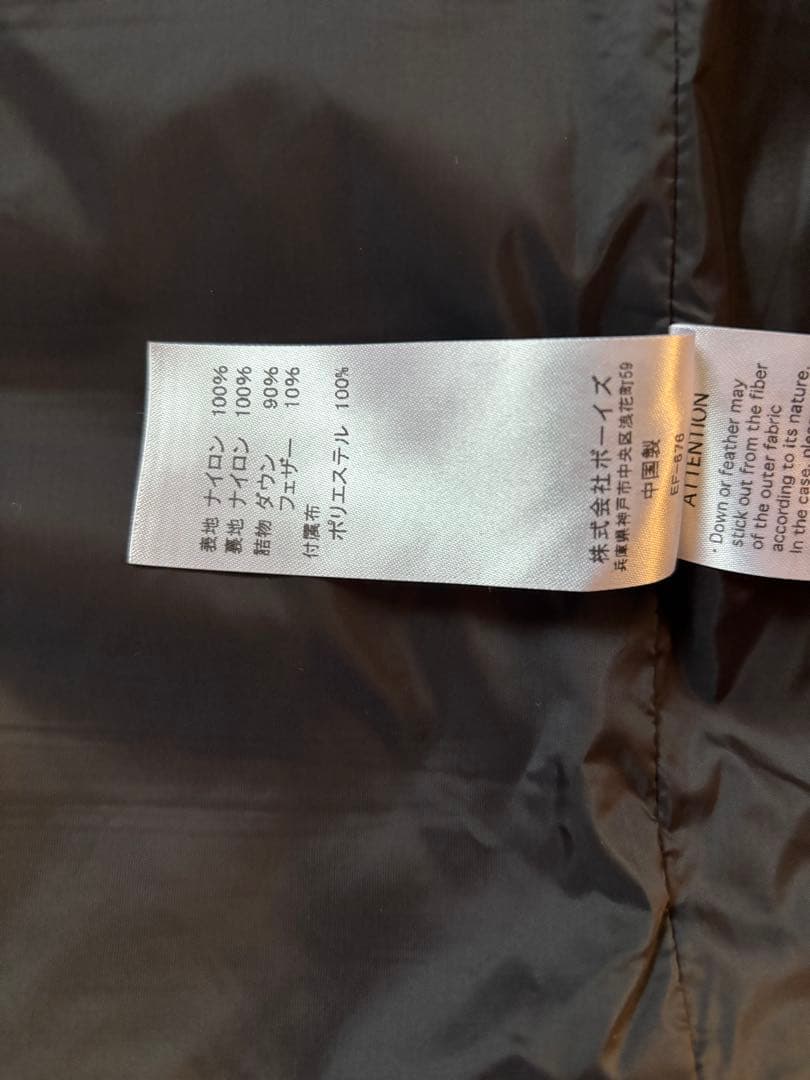 表地 ナイロン 100%
裏地 ナイロン 100%
詰物 ダウン 90%
フェザー 10%
付属布
ポリエステル 100%
株式会社ボーイズ
兵庫県神戸市中央区浪花町59
中国製
EF-676
ATTENTION
・Down or feather may
stick out from the fiber
of the outer fabric
according to its nature.
In the case,